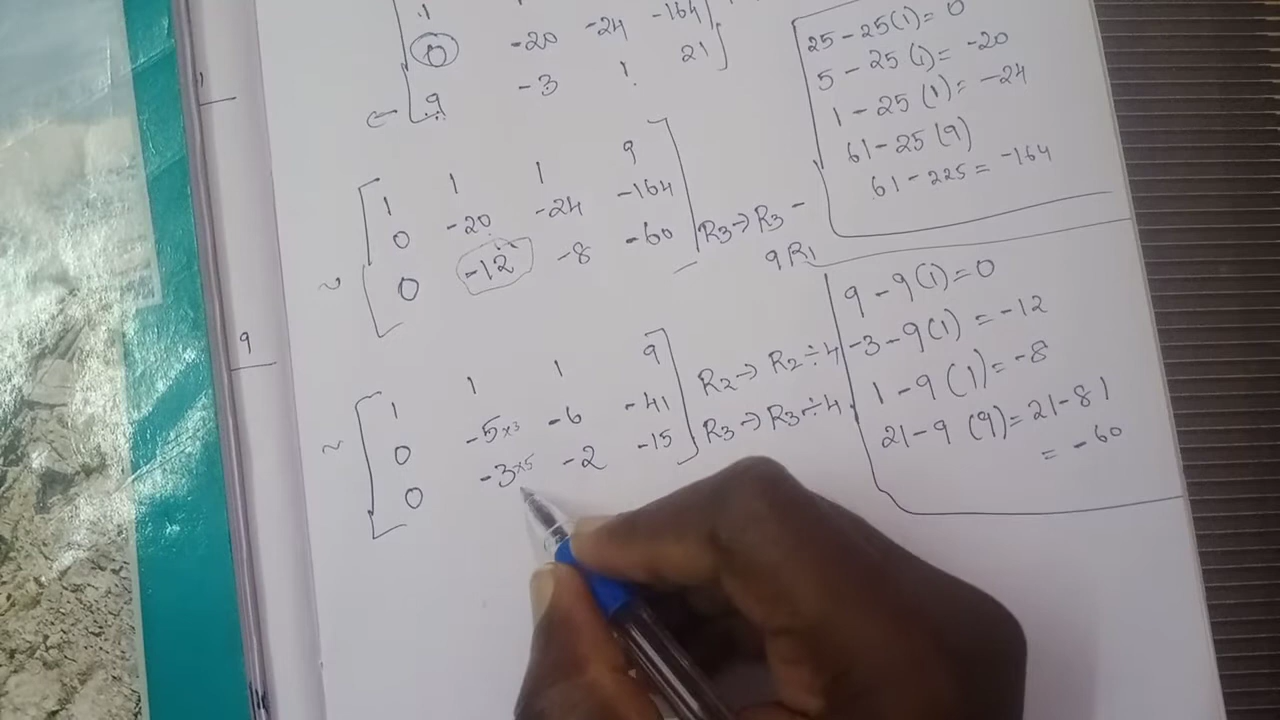 1
0 -20 -24 -164
9 -3 1 21
1 1 1 9
0 -20 -24 -164
~ 0 -12 -8 -60 R3→R3 -
9R1
1 1 1 9
0 -5×3 -6 -41 R2→R2÷4
~ 0 -3×5 -2 -15 R3→R3÷4
25-25(1)=0
5-25(1)=-20
1-25(1)=-24
61-25(9)
61-225=-164
9-9(1)=0
-3-9(1)=-12
1-9(1)=-8
21-9(9)=21-81
=-60
9